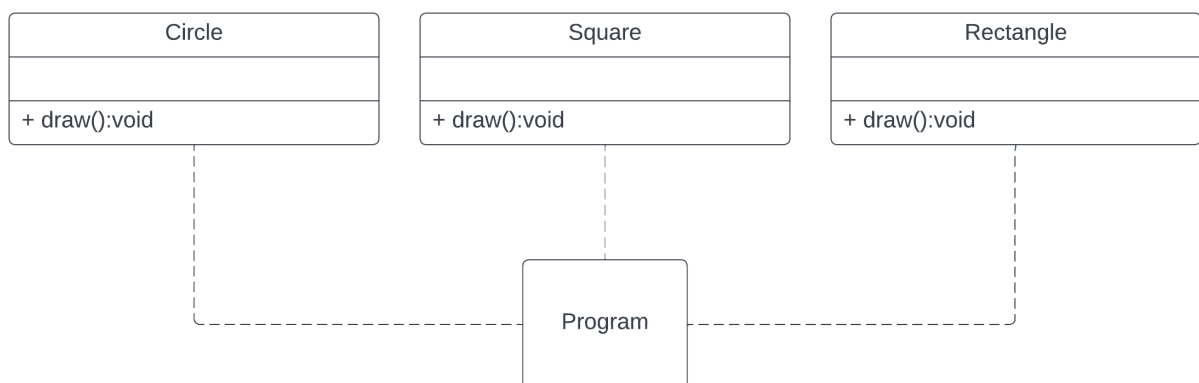 Circle
+ draw():void
Square
+ draw():void
Rectangle
+ draw():void
Program